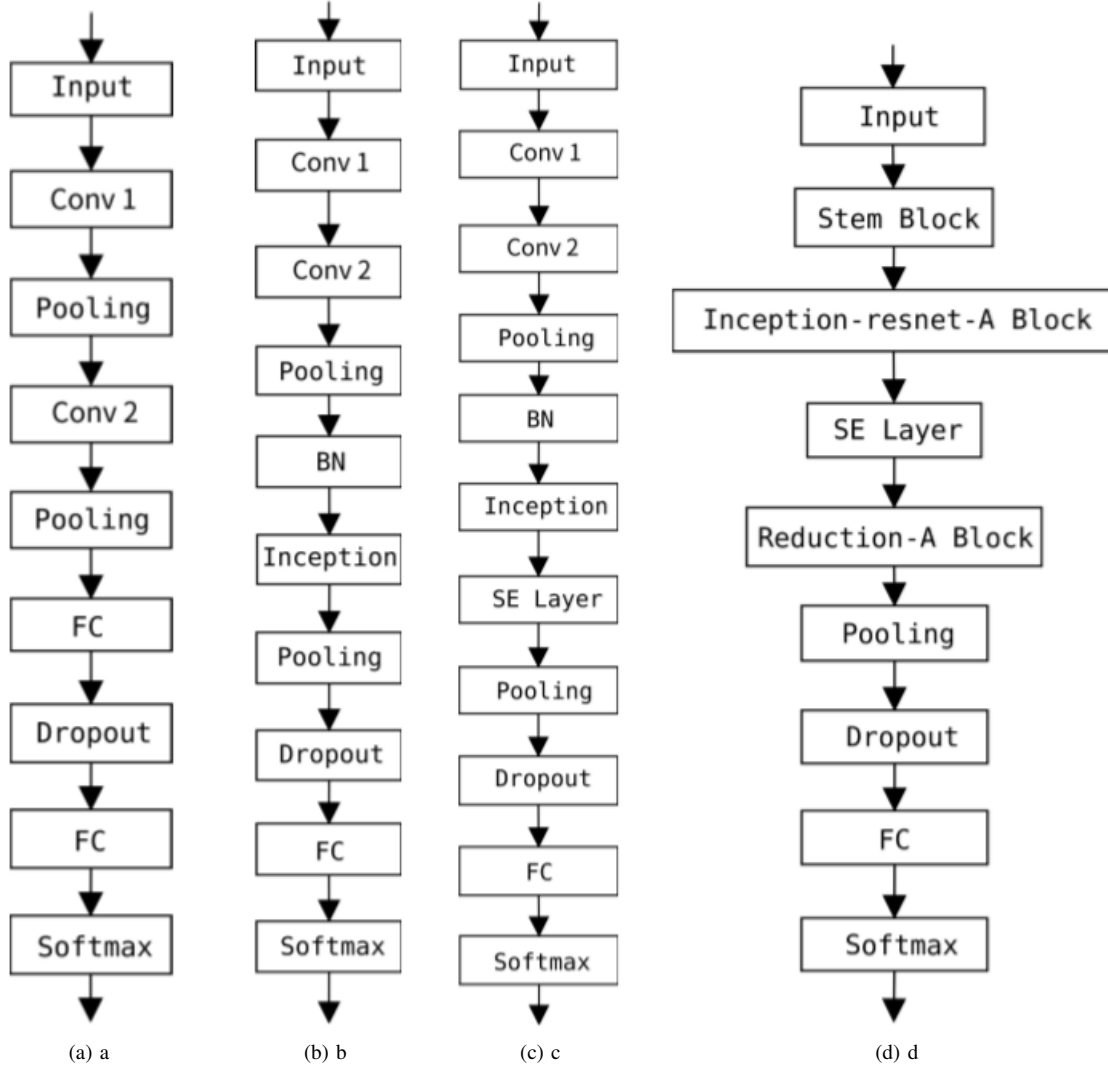 Input
Conv 1
Pooling
Conv 2
Pooling
FC
Dropout
FC
Softmax
(a) a
Input
Conv 1
Conv 2
Pooling
BN
Inception
Pooling
Dropout
FC
Softmax
(b) b
Input
Conv 1
Conv 2
Pooling
BN
Inception
SE Layer
Pooling
Dropout
FC
Softmax
(c) c
Input
Stem Block
Inception-resnet-A Block
SE Layer
Reduction-A Block
Pooling
Dropout
FC
Softmax
(d) d